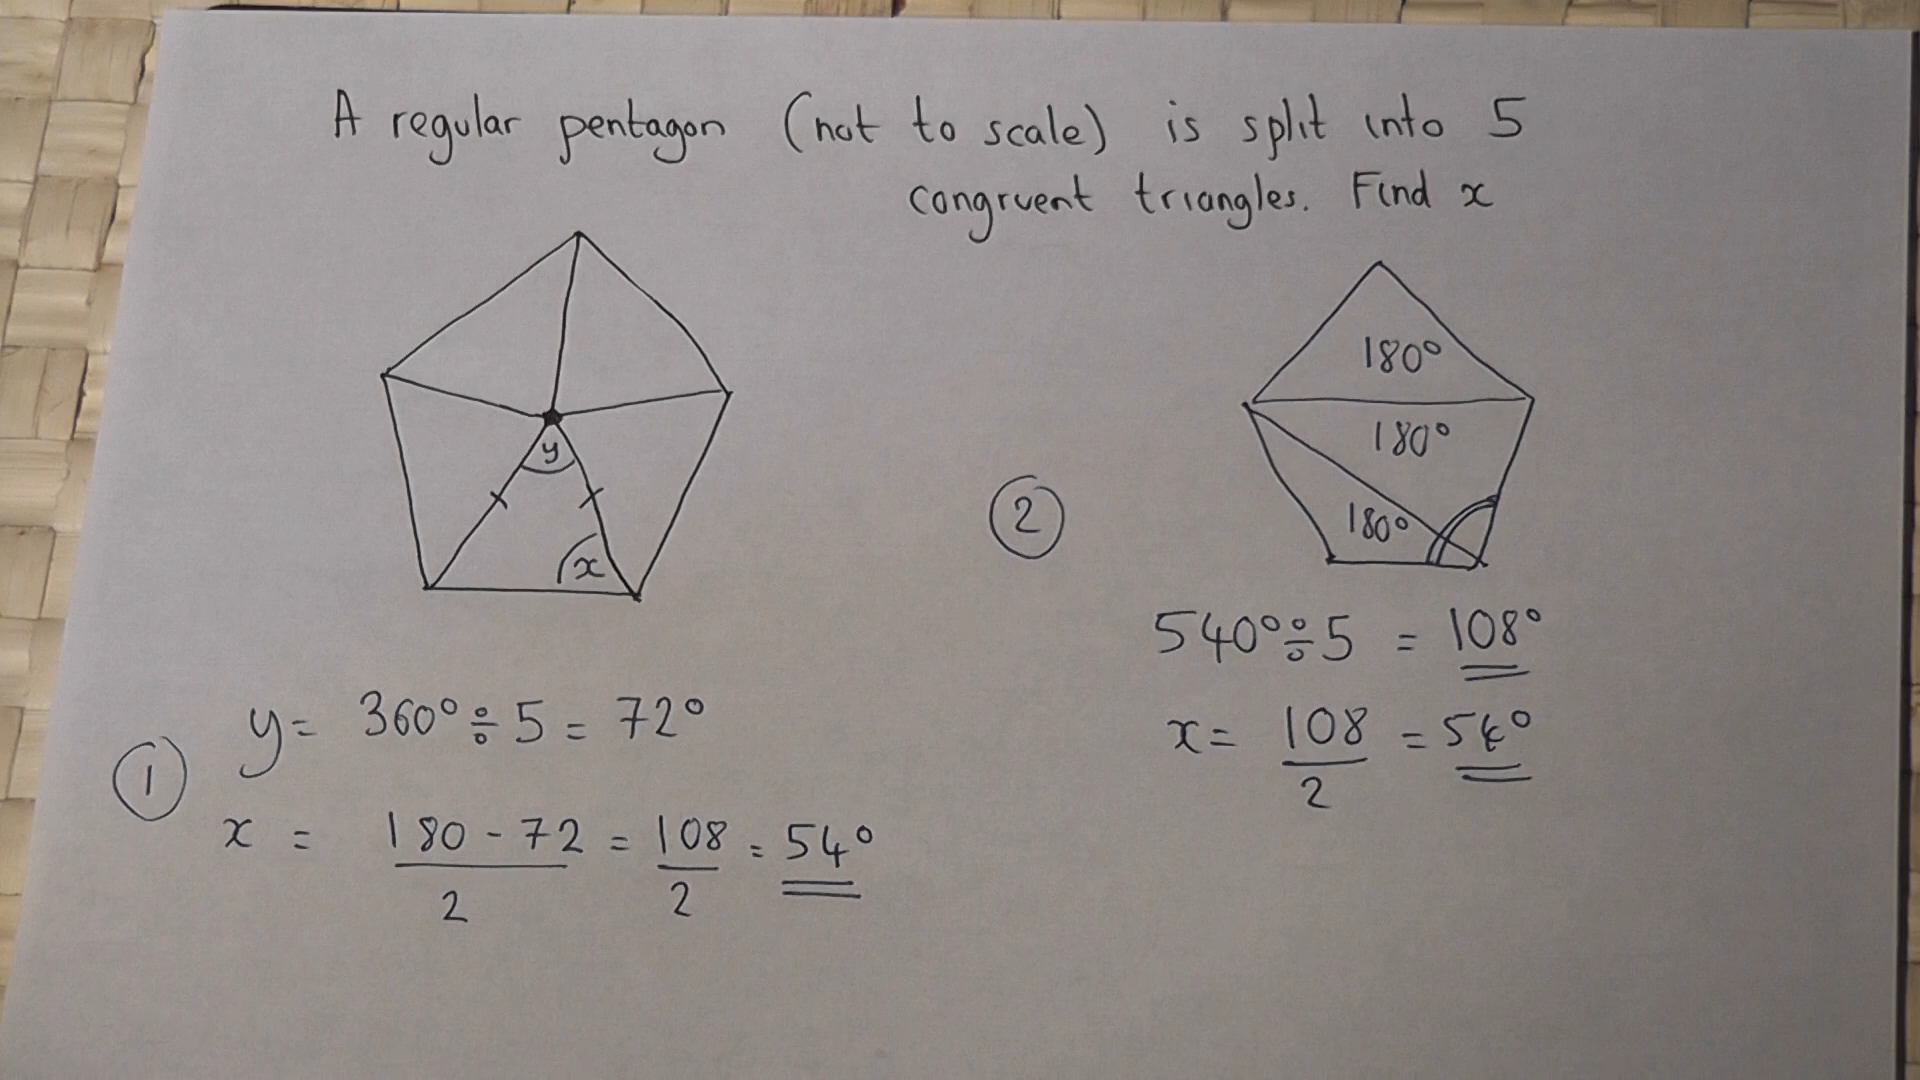 A regular pentagon (not to scale) is split into 5
congruent triangles. Find x
y
x
①
y = 360° ÷ 5 = 72°
x = 180 - 72 / 2 = 108 / 2 = 54°
②
180°
180°
180°
540° ÷ 5 = 108°
x = 108 / 2 = 54°